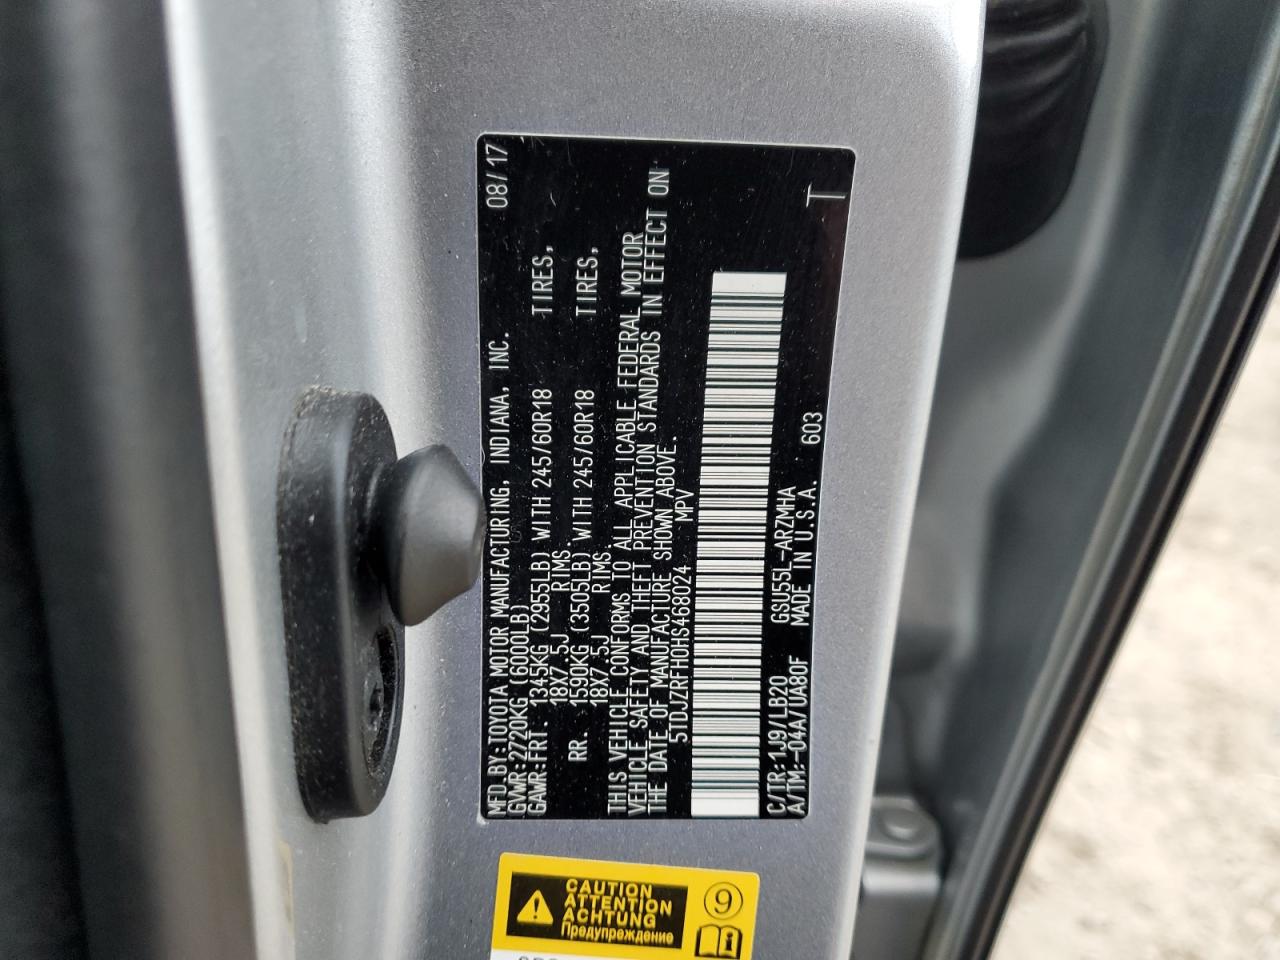 MFD.BY:TOYOTA MOTOR MANUFACTURING, INDIANA, INC. 08/17
GVWR:2720KG (6000LB)
GAWR:FRT 1345KG (2955LB) WITH 245/60R18 TIRES,
18X7.5J RIMS.
RR. 1590KG (3505LB) WITH 245/60R18 TIRES,
18X7.5J RIMS.
THIS VEHICLE CONFORMS TO ALL APPLICABLE FEDERAL MOTOR
VEHICLE SAFETY AND THEFT PREVENTION STANDARDS IN EFFECT ON
THE DATE OF MANUFACTURE SHOWN ABOVE.
5TDJZRFH0HS468024 MPV
C/TR:1J9/LB20 GSU55L-ARZMHA
A/TM:-04A/UA80F MADE IN U.S.A. 603
T
CAUTION
ATTENTION
ACHTUNG
Предупреждение
9